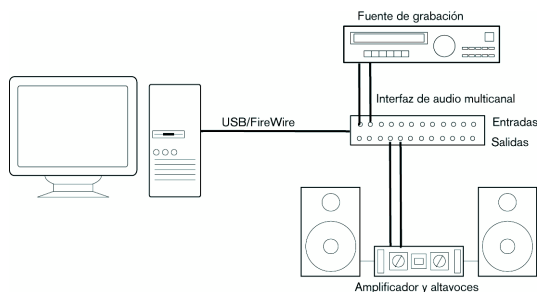 Fuente de grabación
Interfaz de audio multicanal
USB/FireWire
Entradas
Salidas
Amplificador y altavoces